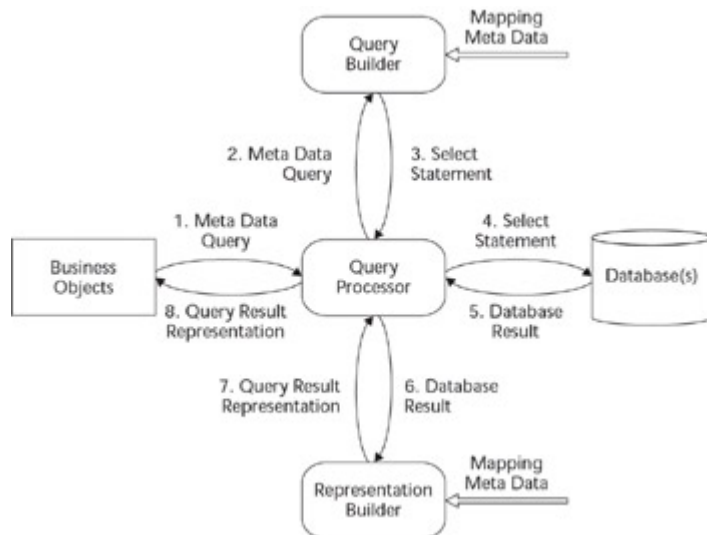 Mapping
Meta Data
Query
Builder
2. Meta Data
Query
3. Select
Statement
1. Meta Data
Query
4. Select
Statement
Business
Objects
Query
Processor
Database(s)
8. Query Result
Representation
5. Database
Result
7. Query Result
Representation
6. Database
Result
Mapping
Meta Data
Representation
Builder